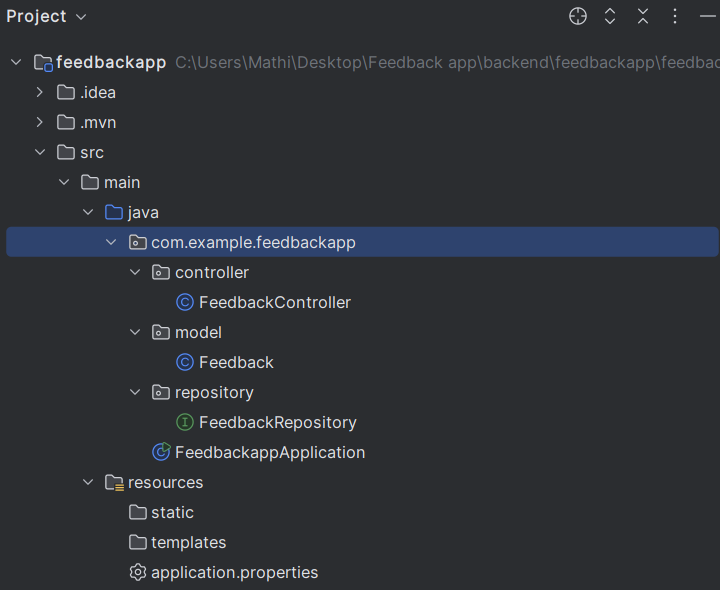 Project
feedbackapp C:\Users\Mathi\Desktop\Feedback app\backend\feedbackapp\feedbac
.idea
.mvn
src
main
java
com.example.feedbackapp
controller
FeedbackController
model
Feedback
repository
FeedbackRepository
FeedbackappApplication
resources
static
templates
application.properties